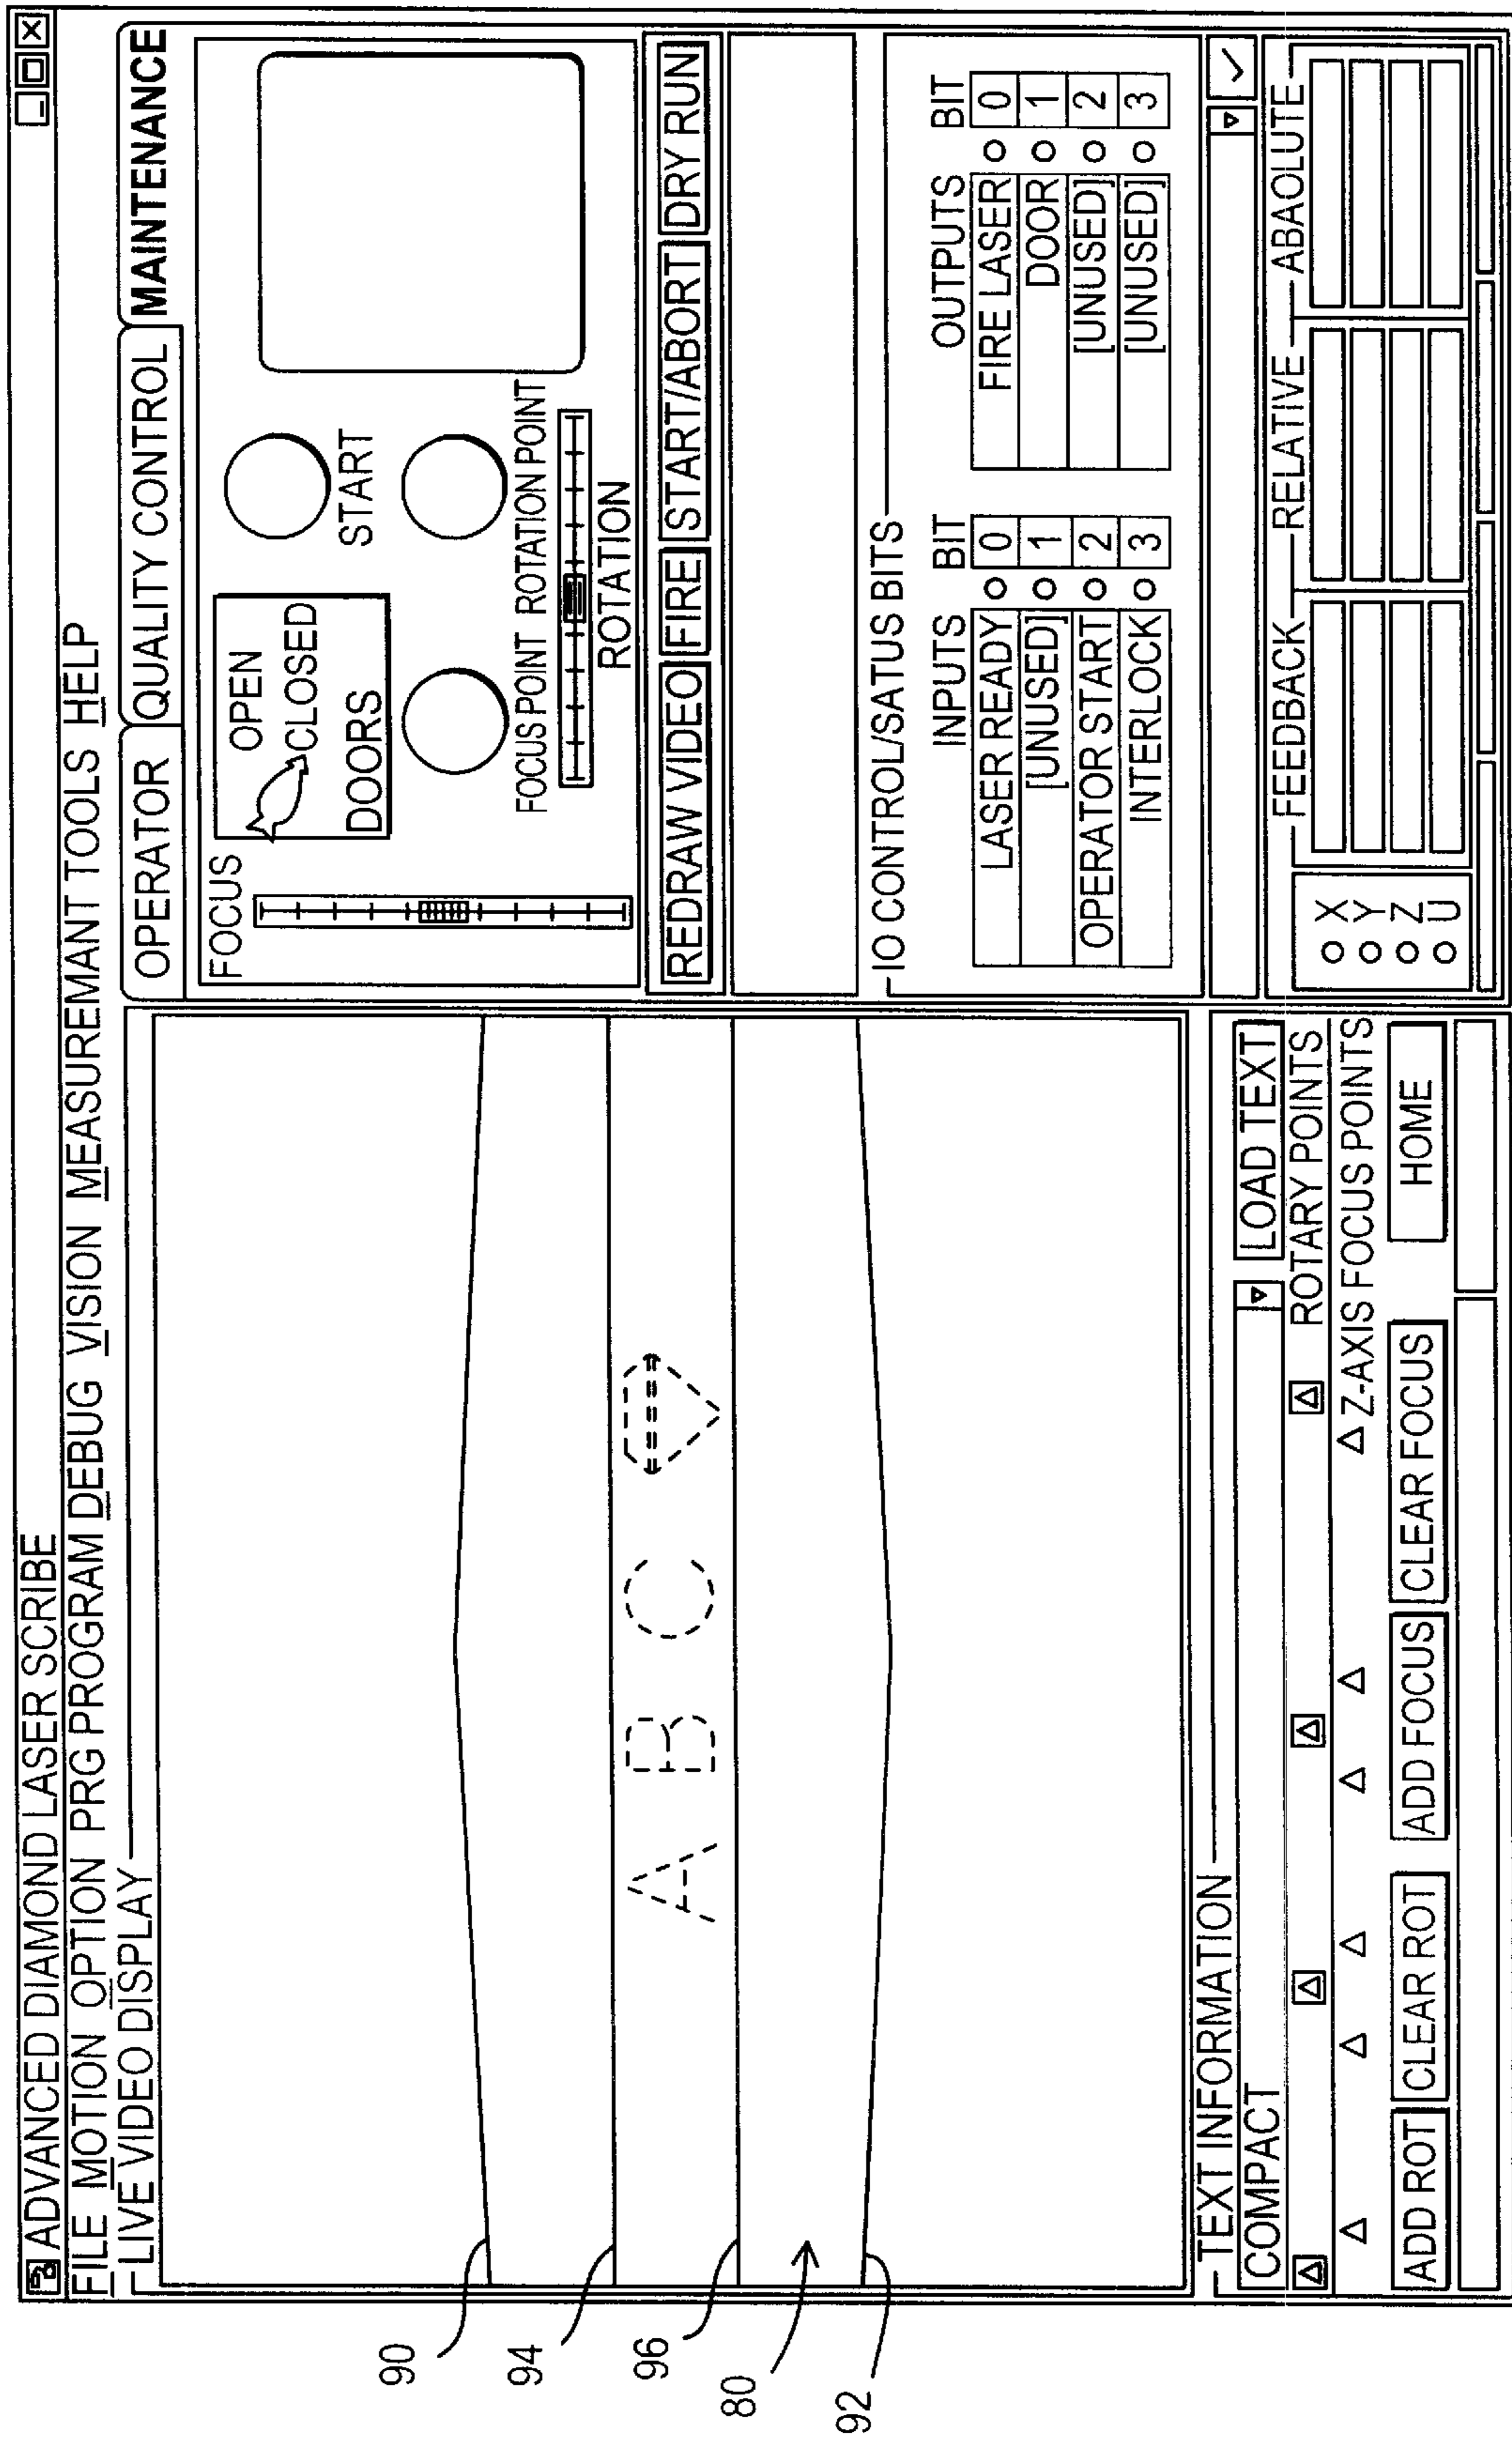 ADVANCED DIAMOND LASER SCRIBE
FILE MOTION OPTION PRG PROGRAM DEBUG VISION MEASUREMANT TOOLS HELP
LIVE VIDEO DISPLAY
90
94
96
80
92
A B C
TEXT INFORMATION
COMPACT
LOAD TEXT
ROTARY POINTS
Z-AXIS FOCUS POINTS
ADD ROT CLEAR ROT ADD FOCUS CLEAR FOCUS HOME
OPERATOR QUALITY CONTROL MAINTENANCE
FOCUS
OPEN
CLOSED
DOORS
START
FOCUS POINT ROTATION POINT
ROTATION
REDRAW VIDEO FIRE START/ABORT DRY RUN
IO CONTROL/SATUS BITS
INPUTS BIT OUTPUTS BIT
LASER READY 0 FIRE LASER 0
[UNUSED] 1 DOOR 1
OPERATOR START 2 [UNUSED] 2
INTERLOCK 3 [UNUSED] 3
FEEDBACK RELATIVE ABAOLUTE
X
Y
Z
U